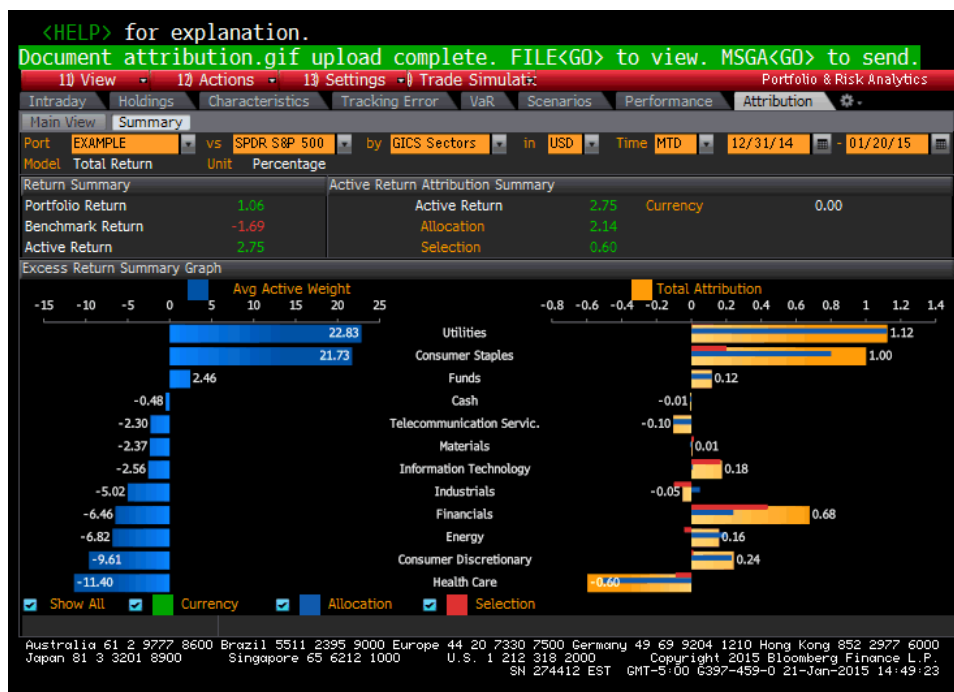 <HELP> for explanation.
Document attribution.gif upload complete. FILE<GO> to view. MSGA<GO> to send.
11) View 12) Actions 13) Settings Trade Simulati Portfolio & Risk Analytics
Intraday Holdings Characteristics Tracking Error VaR Scenarios Performance Attribution
Main View Summary
Port EXAMPLE vs SPDR S&P 500 by GICS Sectors in USD Time MTD 12/31/14 - 01/20/15
Model Total Return Unit Percentage
Return Summary Active Return Attribution Summary
Portfolio Return 1.06 Active Return 2.75 Currency 0.00
Benchmark Return -1.69 Allocation 2.14
Active Return 2.75 Selection 0.60
Excess Return Summary Graph
Avg Active Weight Total Attribution
-15 -10 -5 0 5 10 15 20 25 -0.8 -0.6 -0.4 -0.2 0 0.2 0.4 0.6 0.8 1 1.2 1.4
22.83 Utilities 1.12
21.73 Consumer Staples 1.00
2.46 Funds 0.12
-0.48 Cash -0.01
-2.30 Telecommunication Servic. -0.10
-2.37 Materials 0.01
-2.56 Information Technology 0.18
-5.02 Industrials -0.05
-6.46 Financials 0.68
-6.82 Energy 0.16
-9.61 Consumer Discretionary 0.24
-11.40 Health Care -0.60
Show All Currency Allocation Selection
Australia 61 2 9777 8600 Brazil 5511 2395 9000 Europe 44 20 7330 7500 Germany 49 69 9204 1210 Hong Kong 852 2977 6000
Japan 81 3 3201 8900 Singapore 65 6212 1000 U.S. 1 212 318 2000 Copyright 2015 Bloomberg Finance L.P.
SN 274412 EST GMT-5:00 G397-459-0 21-Jan-2015 14:49:23